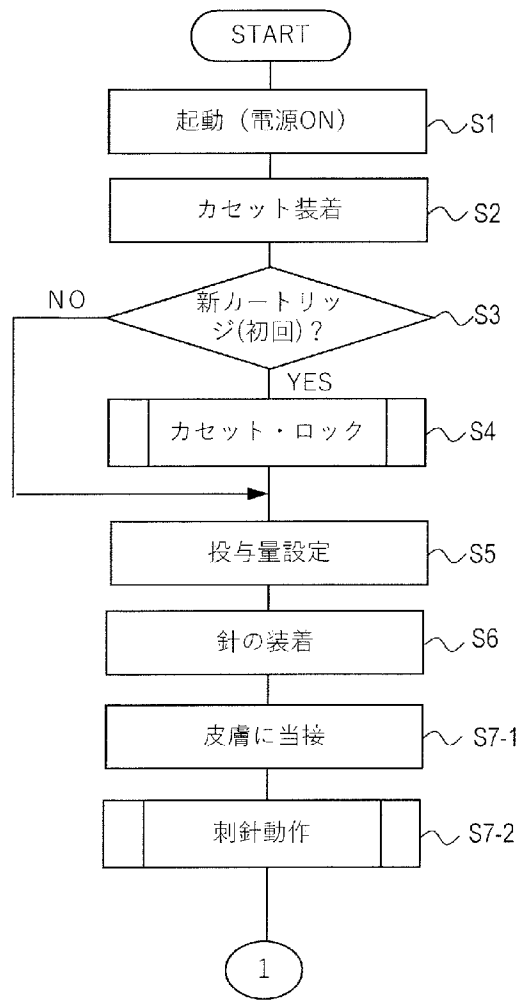 START
起動（電源ON）
S1
カセット装着
S2
NO
新カートリッ
ジ(初回)？
S3
YES
カセット・ロック
S4
投与量設定
S5
針の装着
S6
皮膚に当接
S7-1
刺針動作
S7-2
1